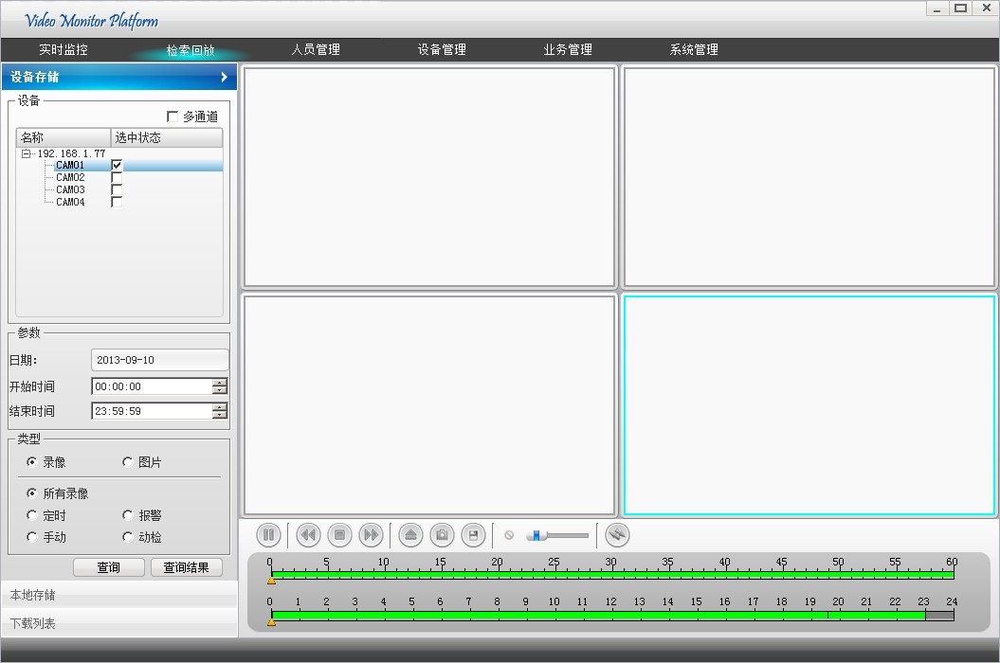 Video Monitor Platform
实时监控 检索回放 人员管理 设备管理 业务管理 系统管理
设备存储
设备
多通道
名称 选中状态
192.168.1.77
CAM01
CAM02
CAM03
CAM04
参数
日期: 2013-09-10
开始时间 00:00:00
结束时间 23:59:59
类型
录像 图片
所有录像
定时 报警
手动 动检
查询 查询结果
本地存储
下载列表
0 5 10 15 20 25 30 35 40 45 50 55 60
0 1 2 3 4 5 6 7 8 9 10 11 12 13 14 15 16 17 18 19 20 21 22 23 24